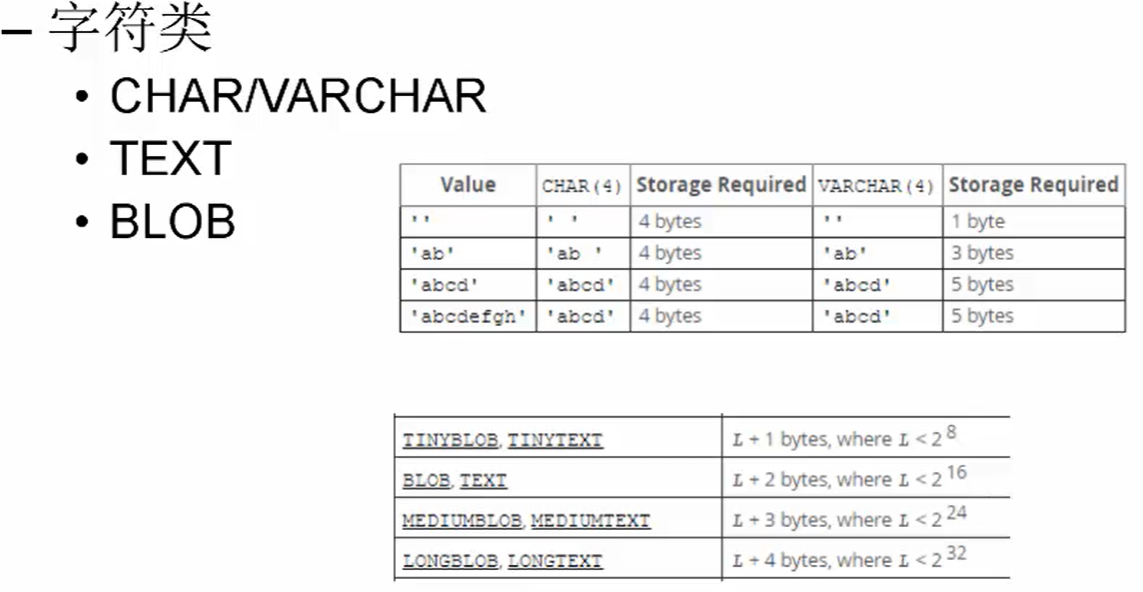 – 字符类
• CHAR/VARCHAR
• TEXT
• BLOB
Value CHAR(4) Storage Required VARCHAR(4) Storage Required
'' ' ' 4 bytes '' 1 byte
'ab' 'ab ' 4 bytes 'ab' 3 bytes
'abcd' 'abcd' 4 bytes 'abcd' 5 bytes
'abcdefgh' 'abcd' 4 bytes 'abcd' 5 bytes
TINYBLOB, TINYTEXT L + 1 bytes, where L < 2^8
BLOB, TEXT L + 2 bytes, where L < 2^16
MEDIUMBLOB, MEDIUMTEXT L + 3 bytes, where L < 2^24
LONGBLOB, LONGTEXT L + 4 bytes, where L < 2^32